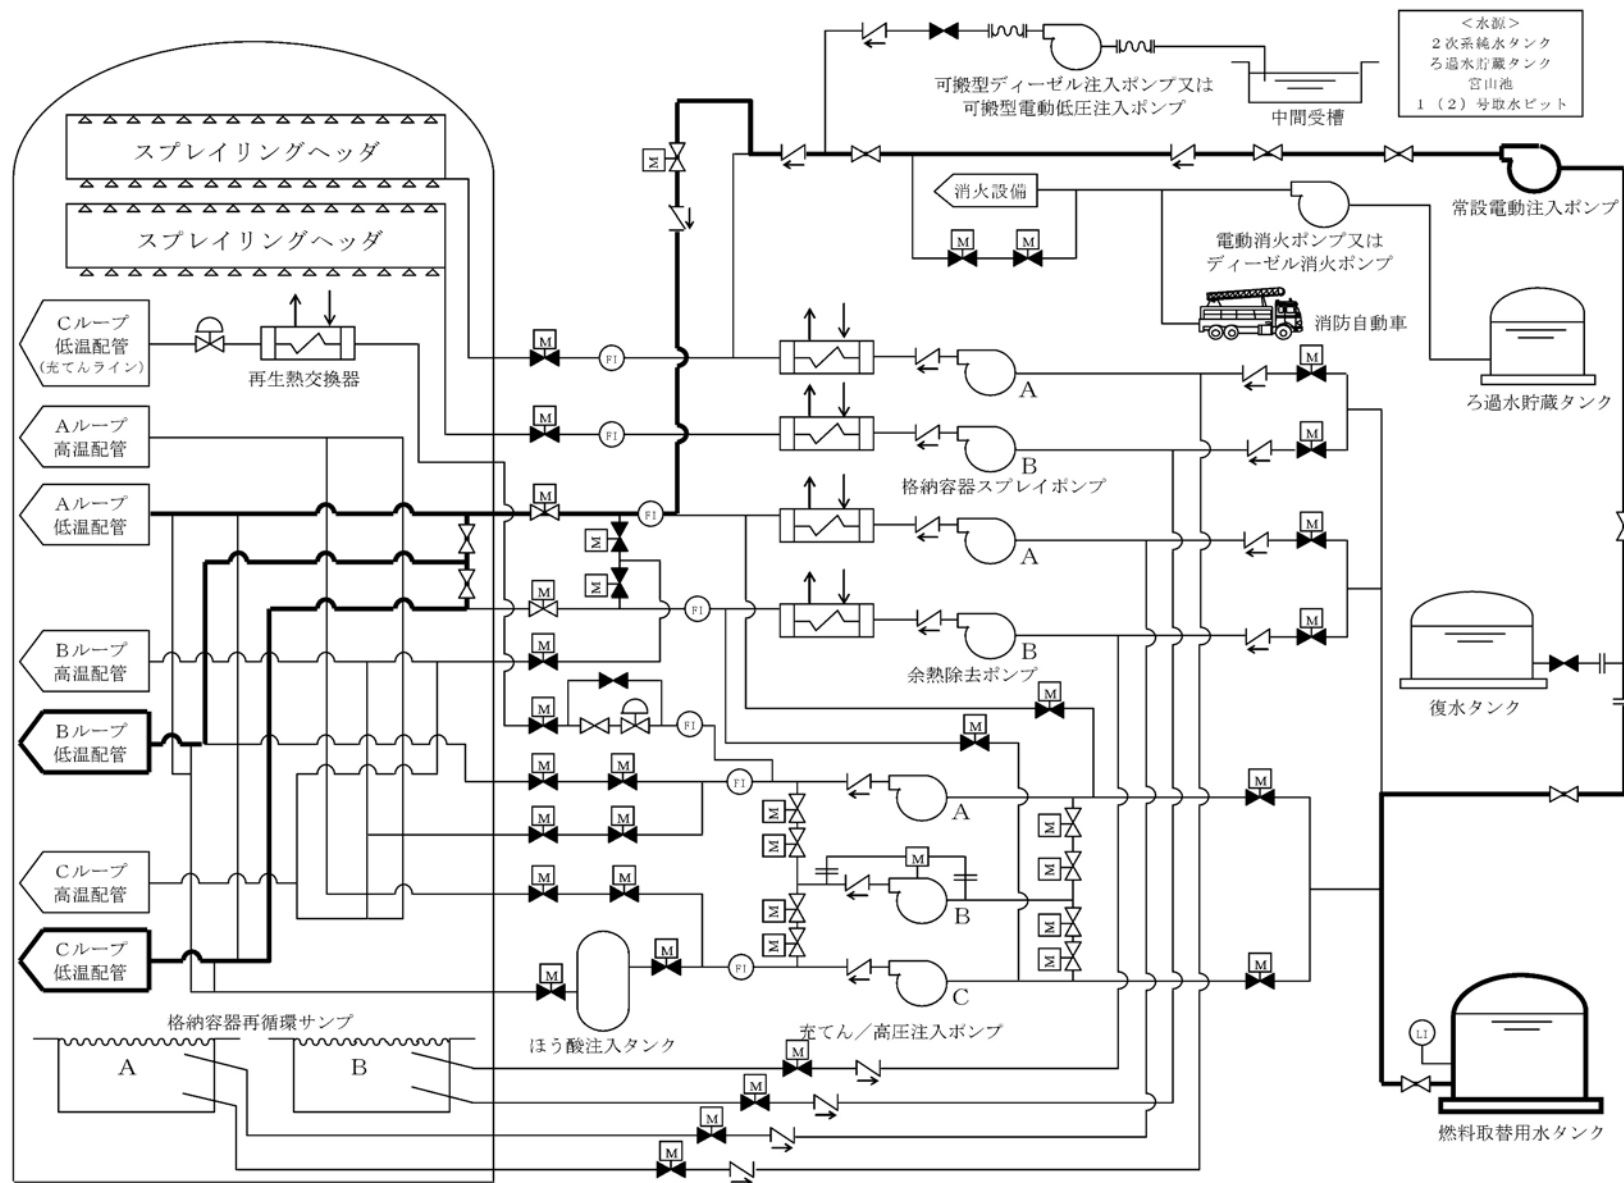 ＜水源＞
２次系純水タンク
ろ過水貯蔵タンク
宮山池
１（２）号取水ピット
可搬型ディーゼル注入ポンプ又は
可搬型電動低圧注入ポンプ
中間受槽
スプレイリングヘッダ
M
消火設備
常設電動注入ポンプ
スプレイリングヘッダ
M
M
電動消火ポンプ又は
ディーゼル消火ポンプ
Cループ
低温配管
(充てんライン)
再生熱交換器
消防自動車
M
FI
A
M
ろ過水貯蔵タンク
Aループ
高温配管
M
FI
B
M
格納容器スプレイポンプ
Aループ
低温配管
M
FI
M
A
M
M
M
FI
B
M
余熱除去ポンプ
Bループ
高温配管
M
M
復水タンク
Bループ
低温配管
M
FI
M
M
M
FI
A
M
M
M
M
M
M
M
Cループ
高温配管
M
M
M
B
M
M
M
M
Cループ
低温配管
M
M
FI
C
M
ほう酸注入タンク
充てん／高圧注入ポンプ
格納容器再循環サンプ
A
B
M
M
M
M
LI
燃料取替用水タンク